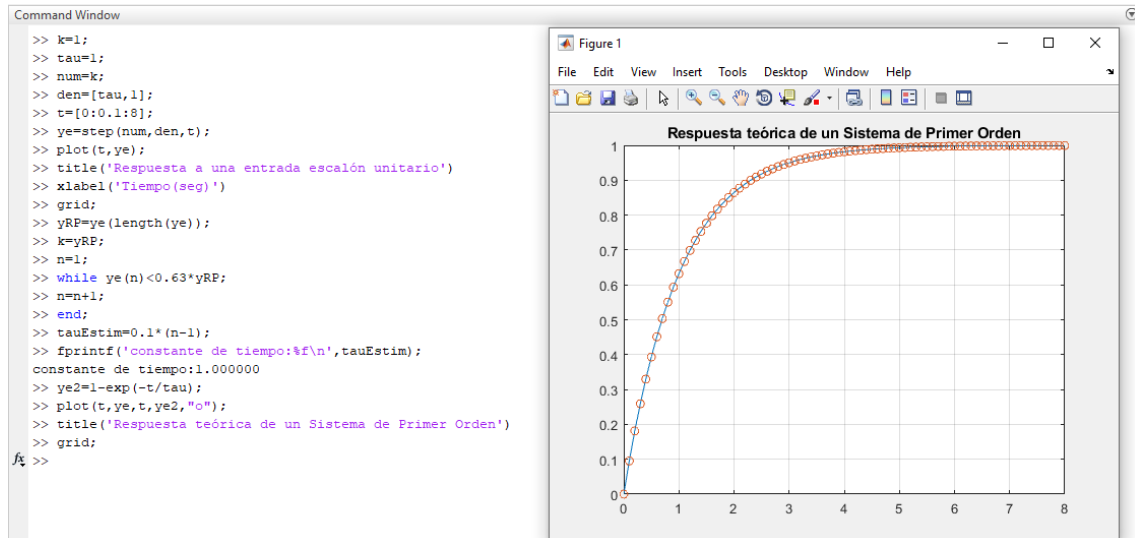 Command Window
>> k=1;
>> tau=1;
>> num=k;
>> den=[tau,1];
>> t=[0:0.1:8];
>> ye=step(num,den,t);
>> plot(t,ye);
>> title('Respuesta a una entrada escalón unitario')
>> xlabel('Tiempo(seg)')
>> grid;
>> yRP=ye(length(ye));
>> k=yRP;
>> n=1;
>> while ye(n)<0.63*yRP;
>> n=n+1;
>> end;
>> tauEstim=0.1*(n-1);
>> fprintf('constante de tiempo:%f\n',tauEstim);
constante de tiempo:1.000000
>> ye2=1-exp(-t/tau);
>> plot(t,ye,t,ye2,"o");
>> title('Respuesta teórica de un Sistema de Primer Orden')
>> grid;
fx >>
Figure 1
File Edit View Insert Tools Desktop Window Help
Respuesta teórica de un Sistema de Primer Orden
1
0.9
0.8
0.7
0.6
0.5
0.4
0.3
0.2
0.1
0
0 1 2 3 4 5 6 7 8